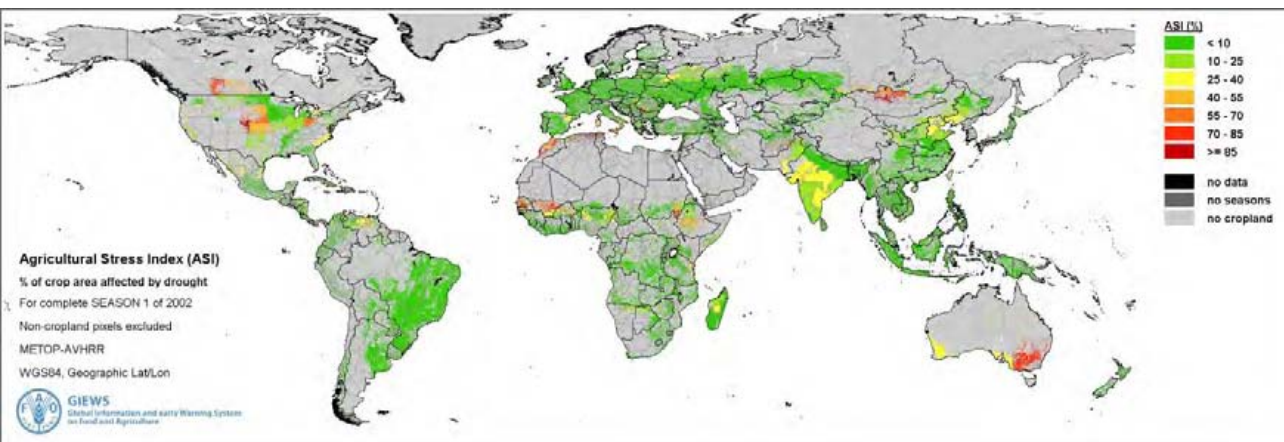 ASI (%)
< 10
10 - 25
25 - 40
40 - 55
55 - 70
70 - 85
>= 85
no data
no seasons
no cropland
Agricultural Stress Index (ASI)
% of crop area affected by drought
For complete SEASON 1 of 2002
Non-cropland pixels excluded
METOP-AVHRR
WGS84, Geographic Lat/Lon
FAO
GIEWS
Global Information and early Warning System
on Food and Agriculture